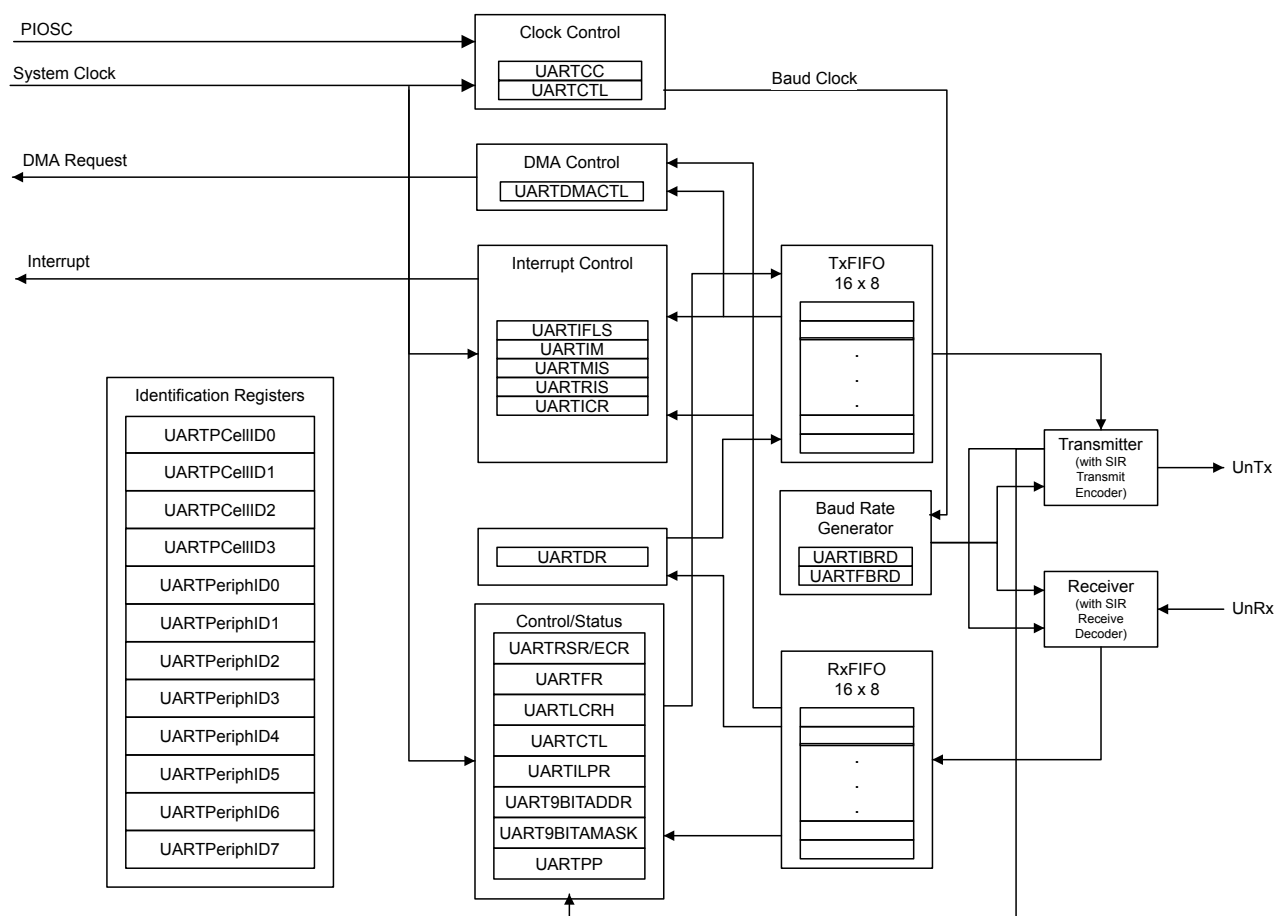 PIOSC
Clock Control
System Clock
UARTCC
UARTCTL
Baud Clock
DMA Request
DMA Control
UARTDMACTL
Interrupt
Interrupt Control
UARTIFLS
UARTIM
UARTMIS
UARTRIS
UARTICR
TxFIFO
16 x 8
.
.
.
Identification Registers
UARTPCellID0
UARTPCellID1
UARTPCellID2
UARTPCellID3
UARTPeriphID0
UARTPeriphID1
UARTPeriphID2
UARTPeriphID3
UARTPeriphID4
UARTPeriphID5
UARTPeriphID6
UARTPeriphID7
Transmitter
(with SIR
Transmit
Encoder)
UnTx
UARTDR
Baud Rate
Generator
UARTIBRD
UARTFBRD
Receiver
(with SIR
Receive
Decoder)
UnRx
Control/Status
UARTRSR/ECR
UARTFR
UARTLCRH
UARTCTL
UARTILPR
UART9BITADDR
UART9BITAMASK
UARTPP
RxFIFO
16 x 8
.
.
.